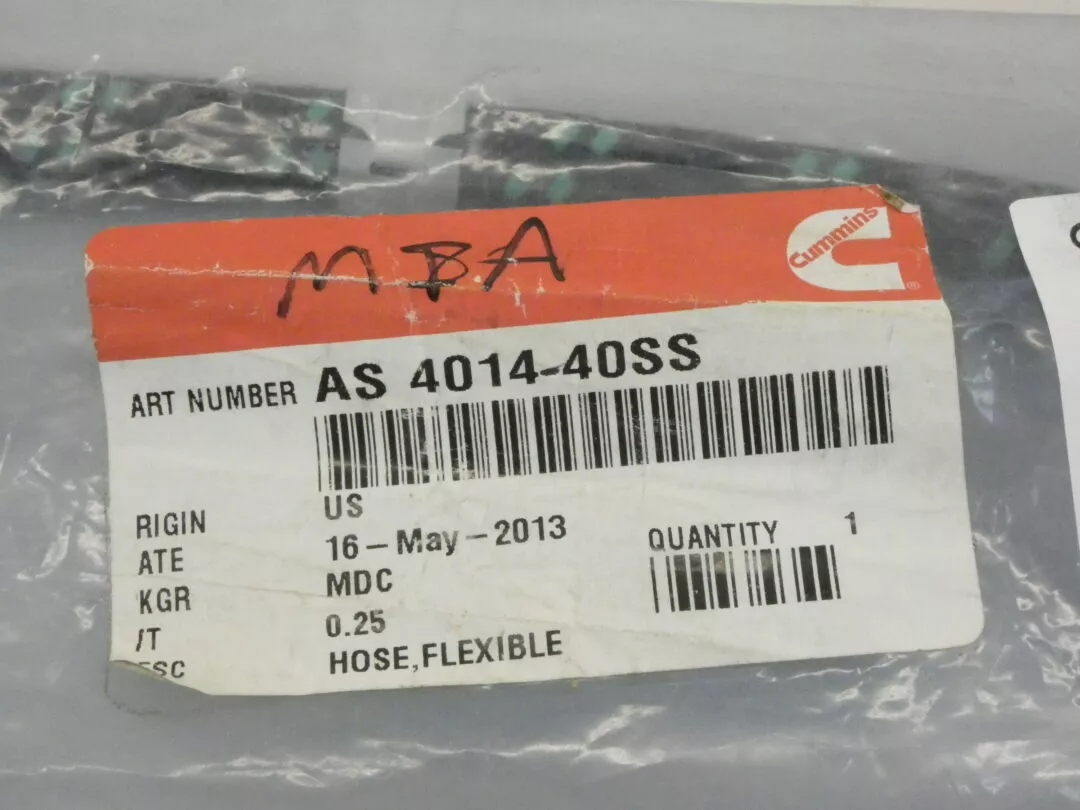 MBA
Cummins
®
ART NUMBER AS 4014-40SS
RIGIN US
ATE 16-May-2013
KGR MDC
/T 0.25
ESC HOSE,FLEXIBLE
QUANTITY 1